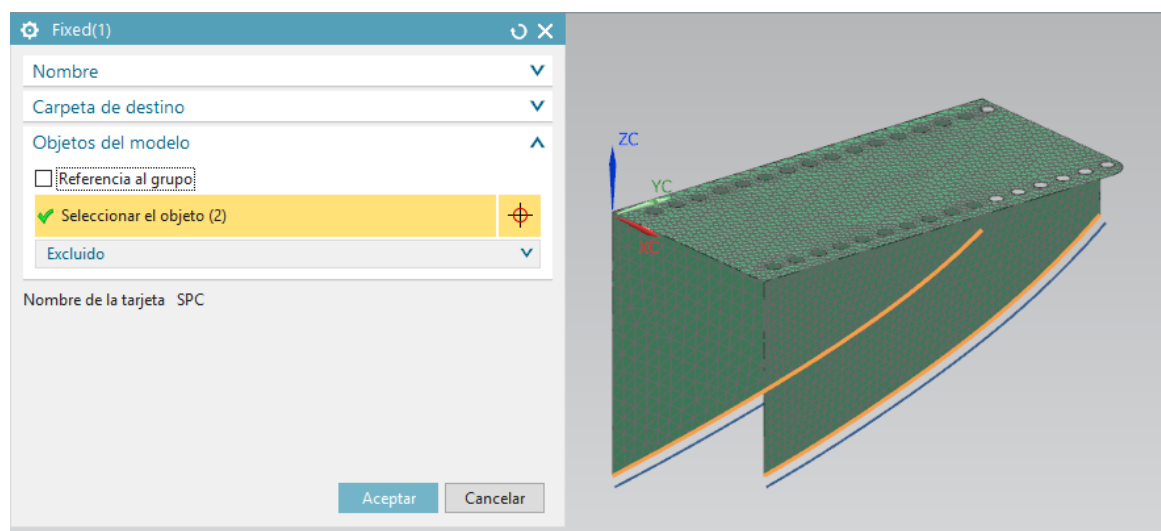 Fixed(1)
Nombre
Carpeta de destino
Objetos del modelo
Referencia al grupo
Seleccionar el objeto (2)
Excluido
Nombre de la tarjeta SPC
Aceptar Cancelar
ZC
YC
XC